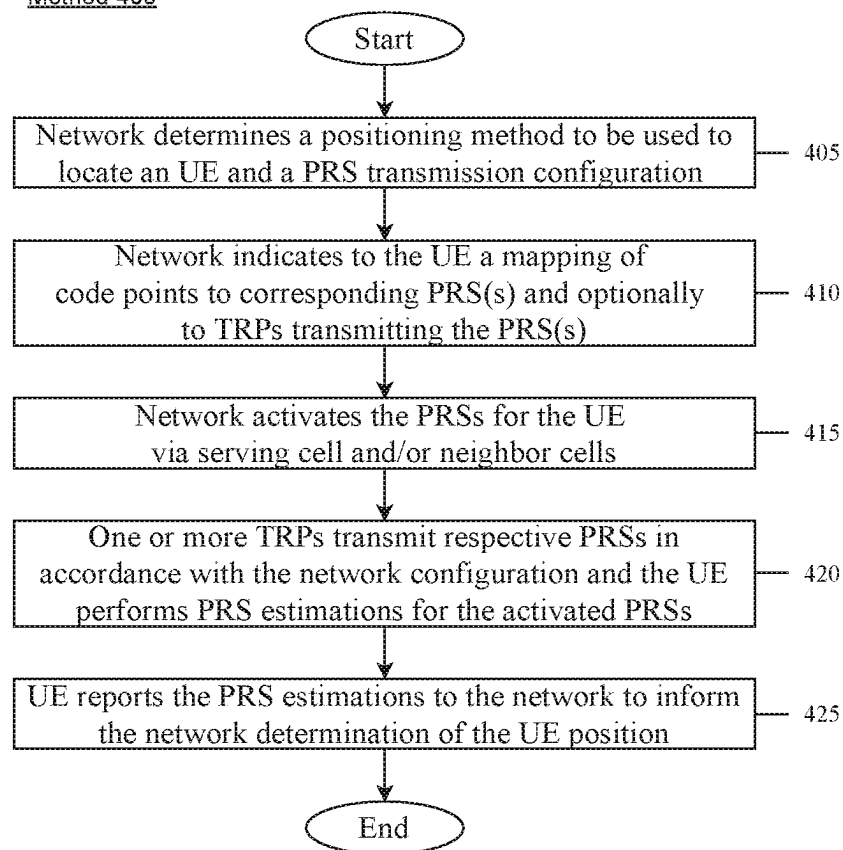 Start
Network determines a positioning method to be used to
locate an UE and a PRS transmission configuration
405
Network indicates to the UE a mapping of
code points to corresponding PRS(s) and optionally
to TRPs transmitting the PRS(s)
410
Network activates the PRSs for the UE
via serving cell and/or neighbor cells
415
One or more TRPs transmit respective PRSs in
accordance with the network configuration and the UE
performs PRS estimations for the activated PRSs
420
UE reports the PRS estimations to the network to inform
the network determination of the UE position
425
End